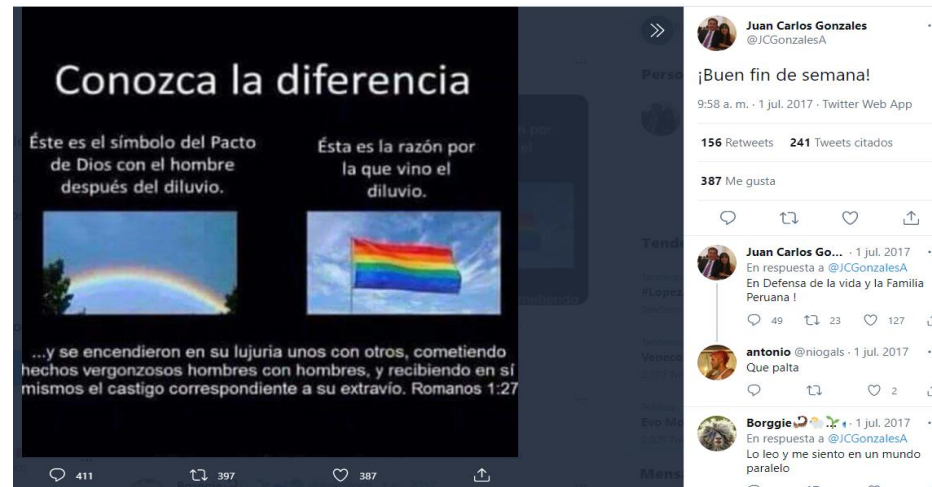 Conozca la diferencia
Éste es el símbolo del Pacto
de Dios con el hombre
después del diluvio.
Ésta es la razón por
la que vino el
diluvio.
...y se encendieron en su lujuria unos con otros, cometiendo
hechos vergonzosos hombres con hombres, y recibiendo en sí
mismos el castigo correspondiente a su extravío. Romanos 1:27
411
397
387
Juan Carlos Gonzales
@JCGonzalesA
¡Buen fin de semana!
9:58 a. m. · 1 jul. 2017 · Twitter Web App
156 Retweets 241 Tweets citados
387 Me gusta
Juan Carlos Go... · 1 jul. 2017
En respuesta a @JCGonzalesA
En Defensa de la vida y la Familia
Peruana !
49 23 127
antonio @niogals · 1 jul. 2017
Que palta
2
Borggie · 1 jul. 2017
En respuesta a @JCGonzalesA
Lo leo y me siento en un mundo
paralelo